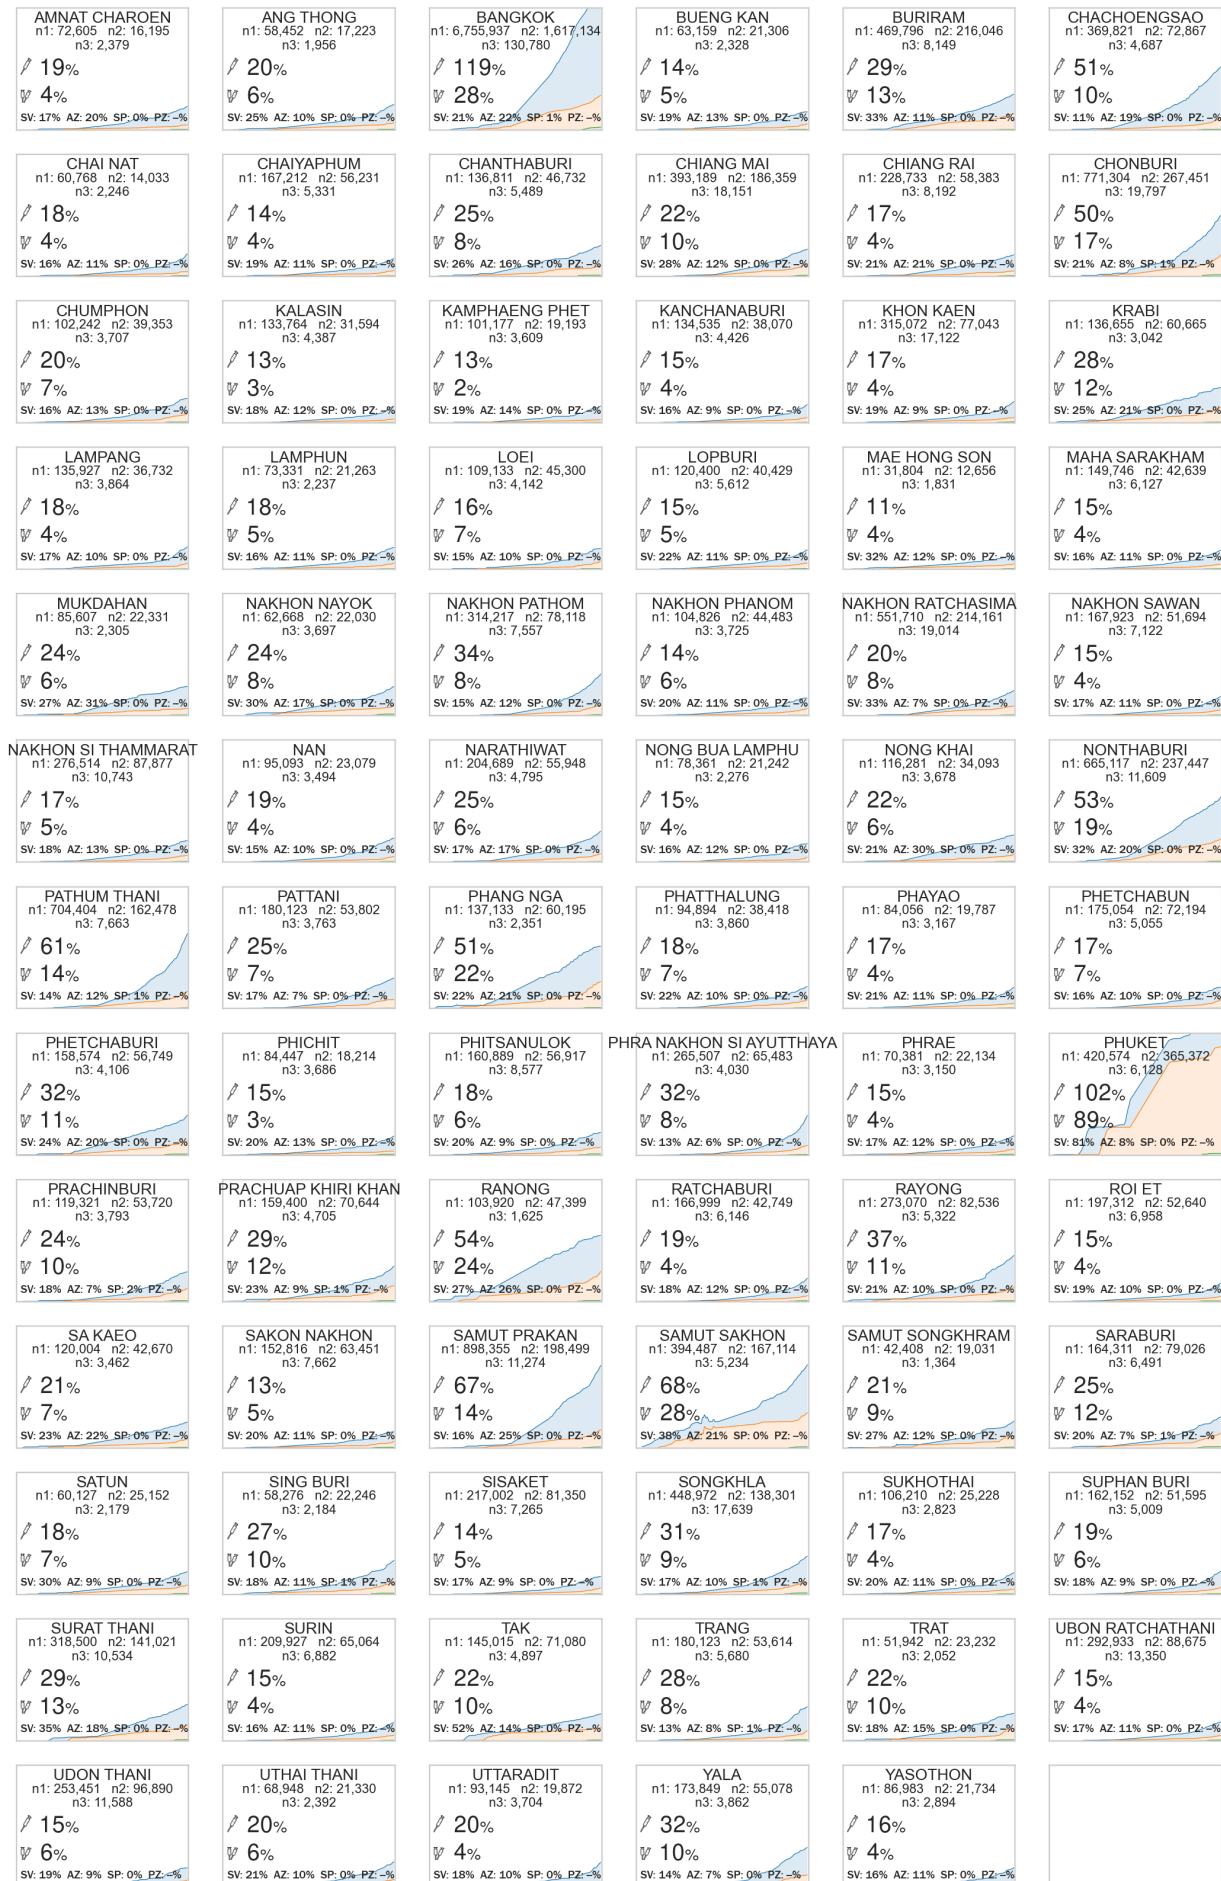 AMNAT CHAROEN
n1: 72,605 n2: 16,195
n3: 2,379
19%
4%
SV: 17% AZ: 20% SP: 0% PZ: –%
ANG THONG
n1: 58,452 n2: 17,223
n3: 1,956
20%
6%
SV: 25% AZ: 10% SP: 0% PZ: –%
BANGKOK
n1: 6,755,937 n2: 1,617,134
n3: 130,780
119%
28%
SV: 21% AZ: 22% SP: 1% PZ: –%
BUENG KAN
n1: 63,159 n2: 21,306
n3: 2,328
14%
5%
SV: 19% AZ: 13% SP: 0% PZ: –%
BURIRAM
n1: 469,796 n2: 216,046
n3: 8,149
29%
13%
SV: 33% AZ: 11% SP: 0% PZ: –%
CHACHOENGSAO
n1: 369,821 n2: 72,867
n3: 4,687
51%
10%
SV: 11% AZ: 19% SP: 0% PZ: –%
CHAI NAT
n1: 60,768 n2: 14,033
n3: 2,246
18%
4%
SV: 16% AZ: 11% SP: 0% PZ: –%
CHAIYAPHUM
n1: 167,212 n2: 56,231
n3: 5,331
14%
4%
SV: 19% AZ: 11% SP: 0% PZ: –%
CHANTHABURI
n1: 136,811 n2: 46,732
n3: 5,489
25%
8%
SV: 26% AZ: 16% SP: 0% PZ: –%
CHIANG MAI
n1: 393,189 n2: 186,359
n3: 18,151
22%
10%
SV: 28% AZ: 12% SP: 0% PZ: –%
CHIANG RAI
n1: 228,733 n2: 58,383
n3: 8,192
17%
4%
SV: 21% AZ: 21% SP: 0% PZ: –%
CHONBURI
n1: 771,304 n2: 267,451
n3: 19,797
50%
17%
SV: 21% AZ: 8% SP: 1% PZ: –%
CHUMPHON
n1: 102,242 n2: 39,353
n3: 3,707
20%
7%
SV: 16% AZ: 13% SP: 0% PZ: –%
KALASIN
n1: 133,764 n2: 31,594
n3: 4,387
13%
3%
SV: 18% AZ: 12% SP: 0% PZ: –%
KAMPHAENG PHET
n1: 101,177 n2: 19,193
n3: 3,609
13%
2%
SV: 19% AZ: 14% SP: 0% PZ: –%
KANCHANABURI
n1: 134,535 n2: 38,070
n3: 4,426
15%
4%
SV: 16% AZ: 9% SP: 0% PZ: –%
KHON KAEN
n1: 315,072 n2: 77,043
n3: 17,122
17%
4%
SV: 19% AZ: 9% SP: 0% PZ: –%
KRABI
n1: 136,655 n2: 60,665
n3: 3,042
28%
12%
SV: 25% AZ: 21% SP: 0% PZ: –%
LAMPANG
n1: 135,927 n2: 36,732
n3: 3,864
18%
4%
SV: 17% AZ: 10% SP: 0% PZ: –%
LAMPHUN
n1: 73,331 n2: 21,263
n3: 2,237
18%
5%
SV: 16% AZ: 11% SP: 0% PZ: –%
LOEI
n1: 109,133 n2: 45,300
n3: 4,142
16%
7%
SV: 15% AZ: 10% SP: 0% PZ: –%
LOPBURI
n1: 120,400 n2: 40,429
n3: 5,612
15%
5%
SV: 22% AZ: 11% SP: 0% PZ: –%
MAE HONG SON
n1: 31,804 n2: 12,656
n3: 1,831
11%
4%
SV: 32% AZ: 12% SP: 0% PZ: –%
MAHA SARAKHAM
n1: 149,746 n2: 42,639
n3: 6,127
15%
4%
SV: 16% AZ: 11% SP: 0% PZ: –%
MUKDAHAN
n1: 85,607 n2: 22,331
n3: 2,305
24%
6%
SV: 27% AZ: 31% SP: 0% PZ: –%
NAKHON NAYOK
n1: 62,668 n2: 22,030
n3: 3,697
24%
8%
SV: 30% AZ: 17% SP: 0% PZ: –%
NAKHON PATHOM
n1: 314,217 n2: 78,118
n3: 7,557
34%
8%
SV: 15% AZ: 12% SP: 0% PZ: –%
NAKHON PHANOM
n1: 104,826 n2: 44,483
n3: 3,725
14%
6%
SV: 20% AZ: 11% SP: 0% PZ: –%
NAKHON RATCHASIMA
n1: 551,710 n2: 214,161
n3: 19,014
20%
8%
SV: 33% AZ: 7% SP: 0% PZ: –%
NAKHON SAWAN
n1: 167,923 n2: 51,694
n3: 7,122
15%
4%
SV: 17% AZ: 11% SP: 0% PZ: –%
NAKHON SI THAMMARAT
n1: 276,514 n2: 87,877
n3: 10,743
17%
5%
SV: 18% AZ: 13% SP: 0% PZ: –%
NAN
n1: 95,093 n2: 23,079
n3: 3,494
19%
4%
SV: 15% AZ: 10% SP: 0% PZ: –%
NARATHIWAT
n1: 204,689 n2: 55,948
n3: 4,795
25%
6%
SV: 17% AZ: 17% SP: 0% PZ: –%
NONG BUA LAMPHU
n1: 78,361 n2: 21,242
n3: 2,276
15%
4%
SV: 16% AZ: 12% SP: 0% PZ: –%
NONG KHAI
n1: 116,281 n2: 34,093
n3: 3,678
22%
6%
SV: 21% AZ: 30% SP: 0% PZ: –%
NONTHABURI
n1: 665,117 n2: 237,447
n3: 11,609
53%
19%
SV: 32% AZ: 20% SP: 0% PZ: –%
PATHUM THANI
n1: 704,404 n2: 162,478
n3: 7,663
61%
14%
SV: 14% AZ: 12% SP: 1% PZ: –%
PATTANI
n1: 180,123 n2: 53,802
n3: 3,763
25%
7%
SV: 17% AZ: 7% SP: 0% PZ: –%
PHANG NGA
n1: 137,133 n2: 60,195
n3: 2,351
51%
22%
SV: 22% AZ: 21% SP: 0% PZ: –%
PHATTHALUNG
n1: 94,894 n2: 38,418
n3: 3,860
18%
7%
SV: 22% AZ: 10% SP: 0% PZ: –%
PHAYAO
n1: 84,056 n2: 19,787
n3: 3,167
17%
4%
SV: 21% AZ: 11% SP: 0% PZ: –%
PHETCHABUN
n1: 175,054 n2: 72,194
n3: 5,055
17%
7%
SV: 16% AZ: 10% SP: 0% PZ: –%
PHETCHABURI
n1: 158,574 n2: 56,749
n3: 4,106
32%
11%
SV: 24% AZ: 20% SP: 0% PZ: –%
PHICHIT
n1: 84,447 n2: 18,214
n3: 3,686
15%
3%
SV: 20% AZ: 13% SP: 0% PZ: –%
PHITSANULOK
n1: 160,889 n2: 56,917
n3: 8,577
18%
6%
SV: 20% AZ: 9% SP: 0% PZ: –%
PHRA NAKHON SI AYUTTHAYA
n1: 265,507 n2: 65,483
n3: 4,030
32%
8%
SV: 13% AZ: 6% SP: 0% PZ: –%
PHRAE
n1: 70,381 n2: 22,134
n3: 3,150
15%
4%
SV: 17% AZ: 12% SP: 0% PZ: –%
PHUKET
n1: 420,574 n2: 365,372
n3: 6,128
102%
89%
SV: 81% AZ: 8% SP: 0% PZ: –%
PRACHINBURI
n1: 119,321 n2: 53,720
n3: 3,793
24%
10%
SV: 18% AZ: 7% SP: 2% PZ: –%
PRACHUAP KHIRI KHAN
n1: 159,400 n2: 70,644
n3: 4,705
29%
12%
SV: 23% AZ: 9% SP: 1% PZ: –%
RANONG
n1: 103,920 n2: 47,399
n3: 1,625
54%
24%
SV: 27% AZ: 26% SP: 0% PZ: –%
RATCHABURI
n1: 166,999 n2: 42,749
n3: 6,146
19%
4%
SV: 18% AZ: 12% SP: 0% PZ: –%
RAYONG
n1: 273,070 n2: 82,536
n3: 5,322
37%
11%
SV: 21% AZ: 10% SP: 0% PZ: –%
ROI ET
n1: 197,312 n2: 52,640
n3: 6,958
15%
4%
SV: 19% AZ: 10% SP: 0% PZ: –%
SA KAEO
n1: 120,004 n2: 42,670
n3: 3,462
21%
7%
SV: 23% AZ: 22% SP: 0% PZ: –%
SAKON NAKHON
n1: 152,816 n2: 63,451
n3: 7,662
13%
5%
SV: 20% AZ: 11% SP: 0% PZ: –%
SAMUT PRAKAN
n1: 898,355 n2: 198,499
n3: 11,274
67%
14%
SV: 16% AZ: 25% SP: 0% PZ: –%
SAMUT SAKHON
n1: 394,487 n2: 167,114
n3: 5,234
68%
28%
SV: 38% AZ: 21% SP: 0% PZ: –%
SAMUT SONGKHRAM
n1: 42,408 n2: 19,031
n3: 1,364
21%
9%
SV: 27% AZ: 12% SP: 0% PZ: –%
SARABURI
n1: 164,311 n2: 79,026
n3: 6,491
25%
12%
SV: 20% AZ: 7% SP: 1% PZ: –%
SATUN
n1: 60,127 n2: 25,152
n3: 2,179
18%
7%
SV: 30% AZ: 9% SP: 0% PZ: –%
SING BURI
n1: 58,276 n2: 22,246
n3: 2,184
27%
10%
SV: 18% AZ: 11% SP: 1% PZ: –%
SISAKET
n1: 217,002 n2: 81,350
n3: 7,265
14%
5%
SV: 17% AZ: 9% SP: 0% PZ: –%
SONGKHLA
n1: 448,972 n2: 138,301
n3: 17,639
31%
9%
SV: 17% AZ: 10% SP: 1% PZ: –%
SUKHOTHAI
n1: 106,210 n2: 25,228
n3: 2,823
17%
4%
SV: 20% AZ: 11% SP: 0% PZ: –%
SUPHAN BURI
n1: 162,152 n2: 51,595
n3: 5,009
19%
6%
SV: 18% AZ: 9% SP: 0% PZ: –%
SURAT THANI
n1: 318,500 n2: 141,021
n3: 10,534
29%
13%
SV: 35% AZ: 18% SP: 0% PZ: –%
SURIN
n1: 209,927 n2: 65,064
n3: 6,882
15%
4%
SV: 16% AZ: 11% SP: 0% PZ: –%
TAK
n1: 145,015 n2: 71,080
n3: 4,897
22%
10%
SV: 52% AZ: 14% SP: 0% PZ: –%
TRANG
n1: 180,123 n2: 53,614
n3: 5,680
28%
8%
SV: 13% AZ: 8% SP: 1% PZ: –%
TRAT
n1: 51,942 n2: 23,232
n3: 2,052
22%
10%
SV: 18% AZ: 15% SP: 0% PZ: –%
UBON RATCHATHANI
n1: 292,933 n2: 88,675
n3: 13,350
15%
4%
SV: 17% AZ: 11% SP: 0% PZ: –%
UDON THANI
n1: 253,451 n2: 96,890
n3: 11,588
15%
6%
SV: 19% AZ: 9% SP: 0% PZ: –%
UTHAI THANI
n1: 68,948 n2: 21,330
n3: 2,392
20%
6%
SV: 21% AZ: 10% SP: 0% PZ: –%
UTTARADIT
n1: 93,145 n2: 19,872
n3: 3,704
20%
4%
SV: 18% AZ: 10% SP: 0% PZ: –%
YALA
n1: 173,849 n2: 55,078
n3: 3,862
32%
10%
SV: 14% AZ: 7% SP: 0% PZ: –%
YASOTHON
n1: 86,983 n2: 21,734
n3: 2,894
16%
4%
SV: 16% AZ: 11% SP: 0% PZ: –%